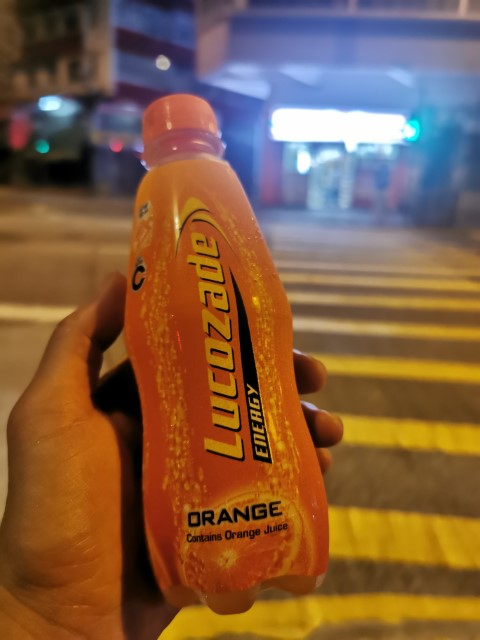 C
Lucozade
ENERGY
ORANGE
Contains Orange Juice